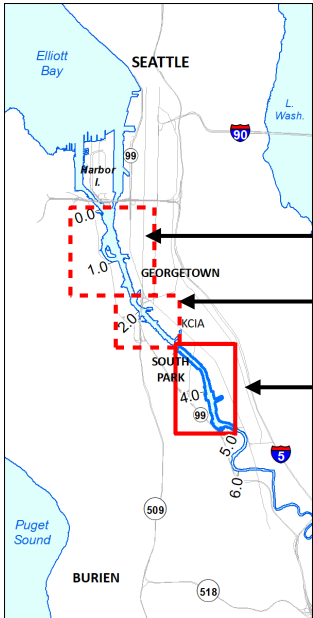 Elliott
Bay
SEATTLE
L.
Wash.
90
99
Harbor
I.
0.0
1.0
GEORGETOWN
2.0
KCIA
SOUTH
PARK
4.0
99
5.0
5
6.0
509
Puget
Sound
BURIEN
518